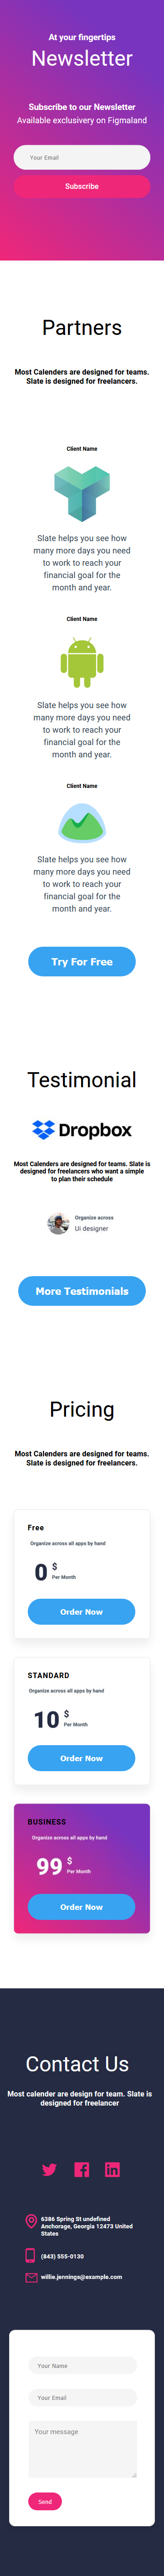 At your fingertips
Newsletter
Subscribe to our Newsletter
Available exclusivery on Figmaland
Your Email
Subscribe
Partners
Most Calenders are designed for teams.
Slate is designed for freelancers.
Client Name
Slate helps you see how
many more days you need
to work to reach your
financial goal for the
month and year.
Client Name
Slate helps you see how
many more days you need
to work to reach your
financial goal for the
month and year.
Client Name
Slate helps you see how
many more days you need
to work to reach your
financial goal for the
month and year.
Try For Free
Testimonial
Dropbox
Most Calenders are designed for teams. Slate is
designed for freelancers who want a simple
to plan their schedule
Organize across
Ui designer
More Testimonials
Pricing
Most Calenders are designed for teams.
Slate is designed for freelancers.
Free
Organize across all apps by hand
0 $
Per Month
Order Now
STANDARD
Organize across all apps by hand
10 $
Per Month
Order Now
BUSINESS
Organize across all apps by hand
99 $
Per Month
Order Now
Contact Us
Most calender are design for team. Slate is
designed for freelancer
6386 Spring St undefined
Anchorage, Georgia 12473 United
States
(843) 555-0130
willie.jennings@example.com
Your Name
Your Email
Your message
Send